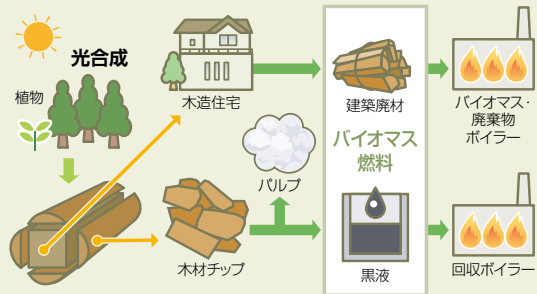 光合成
植物
木造住宅
建築廃材
バイオマス・
廃棄物
ボイラー
バイオマス
燃料
パルプ
木材チップ
黒液
回収ボイラー